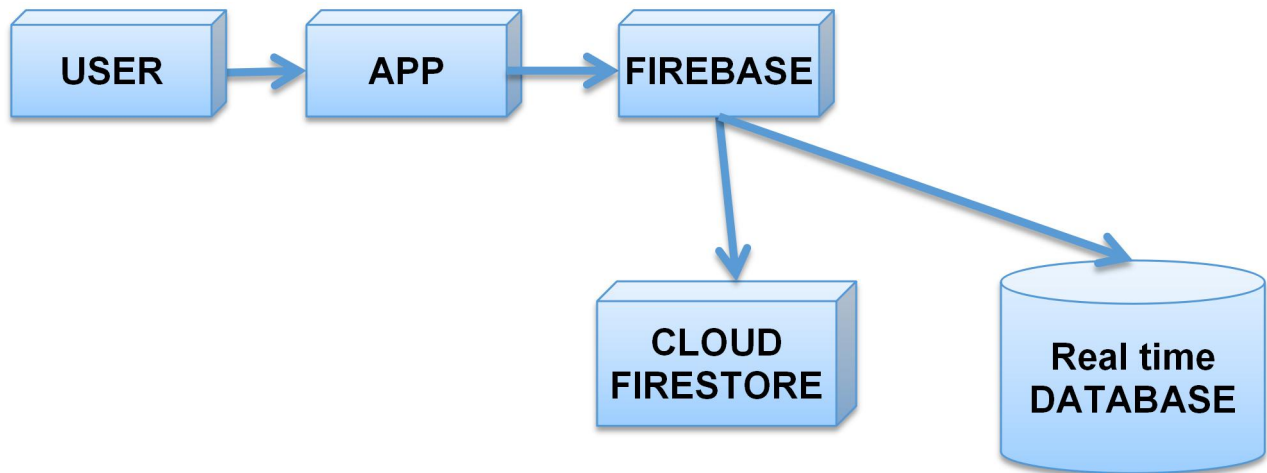 USER
APP
FIREBASE
CLOUD
FIRESTORE
Real time
DATABASE